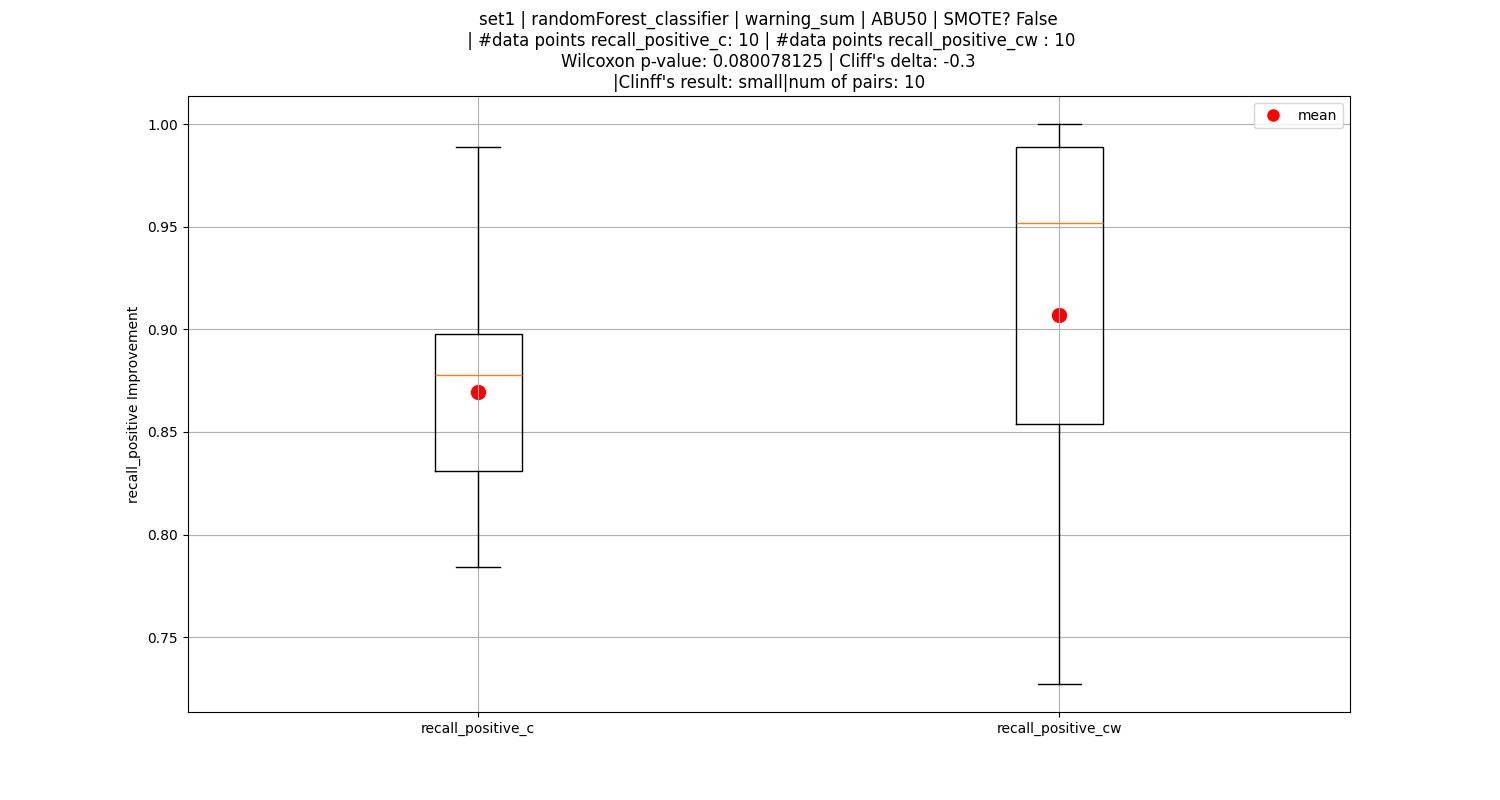 set1 | randomForest_classifier | warning_sum | ABU50 | SMOTE? False
| #data points recall_positive_c: 10 | #data points recall_positive_cw : 10
Wilcoxon p-value: 0.080078125 | Cliff's delta: -0.3
|Clinff's result: small|num of pairs: 10
mean
1.00
0.95
0.90
0.85
0.80
0.75
recall_positive Improvement
recall_positive_c
recall_positive_cw